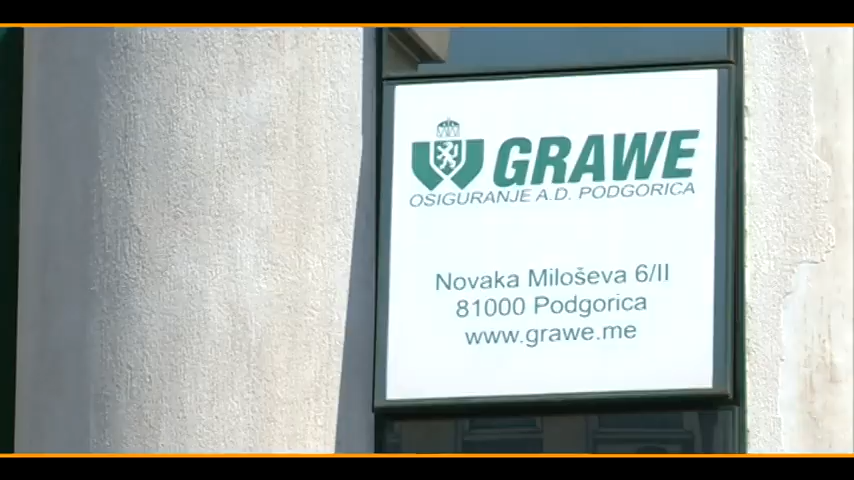 GRAWE
OSIGURANJE A.D. PODGORICA
Novaka Miloševa 6/II
81000 Podgorica
www.grawe.me